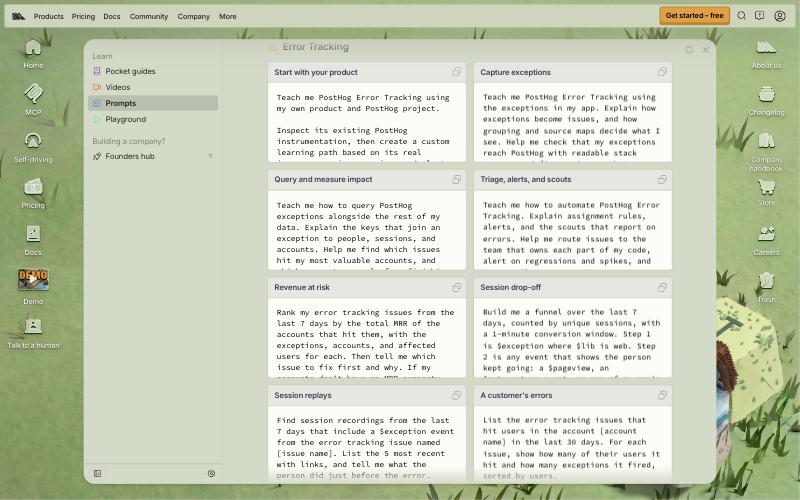 Products Pricing Docs Community Company More
Get started – free
Home
MCP
Self-driving
Pricing
Docs
DEMO
Demo
Talk to a human
About us
Changelog
Company
handbook
Store
Careers
Trash
Learn
Pocket guides
Videos
Prompts
Playground
Building a company?
Founders hub
Error Tracking
Start with your product
Teach me PostHog Error Tracking using
my own product and PostHog project.
Inspect its existing PostHog
instrumentation, then create a custom
learning path based on its real
Capture exceptions
Teach me PostHog Error Tracking using
the exceptions in my app. Explain how
exceptions become issues, and how
grouping and source maps decide what I
see. Help me check that my exceptions
reach PostHog with readable stack
Query and measure impact
Teach me how to query PostHog
exceptions alongside the rest of my
data. Explain the keys that join an
exception to people, sessions, and
accounts. Help me find which issues
hit my most valuable accounts, and
Triage, alerts, and scouts
Teach me how to automate PostHog Error
Tracking. Explain assignment rules,
alerts, and the scouts that report on
errors. Help me route issues to the
team that owns each part of my code,
alert on regressions and spikes, and
Revenue at risk
Rank my error tracking issues from the
last 7 days by the total MRR of the
accounts that hit them, with the
exceptions, accounts, and affected
users for each. Then tell me which
issue to fix first and why. If my
Session drop-off
Build me a funnel over the last 7
days, counted by unique sessions, with
a 1-minute conversion window. Step 1
is $exception where $lib is web. Step
2 is any event that shows the person
kept going: a $pageview, an
Session replays
Find session recordings from the last
7 days that include a $exception event
from the error tracking issue named
[issue name]. List the 5 most recent
with links, and tell me what the
person did just before the error.
A customer's errors
List the error tracking issues that
hit users in the account [account
name] in the last 30 days. For each
issue, show how many of their users it
hit and how many exceptions it fired,
sorted by users.